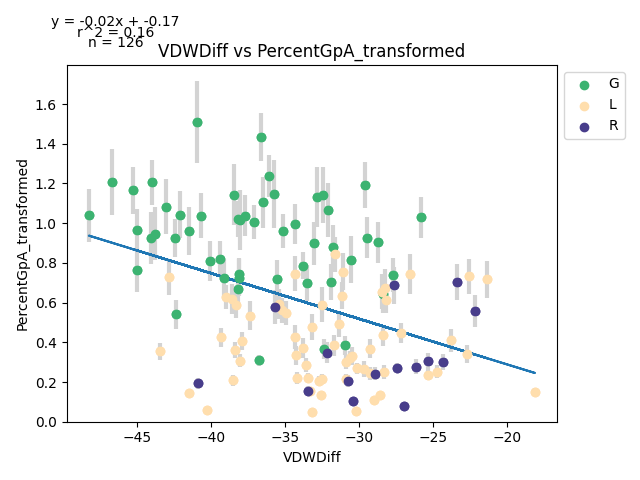 y = -0.02x + -0.17
r^2 = 0.16
n = 126
VDWDiff vs PercentGpA_transformed
G
L
R
PercentGpA_transformed
1.6
1.4
1.2
1.0
0.8
0.6
0.4
0.2
0.0
−45
−40
−35
−30
−25
−20
VDWDiff